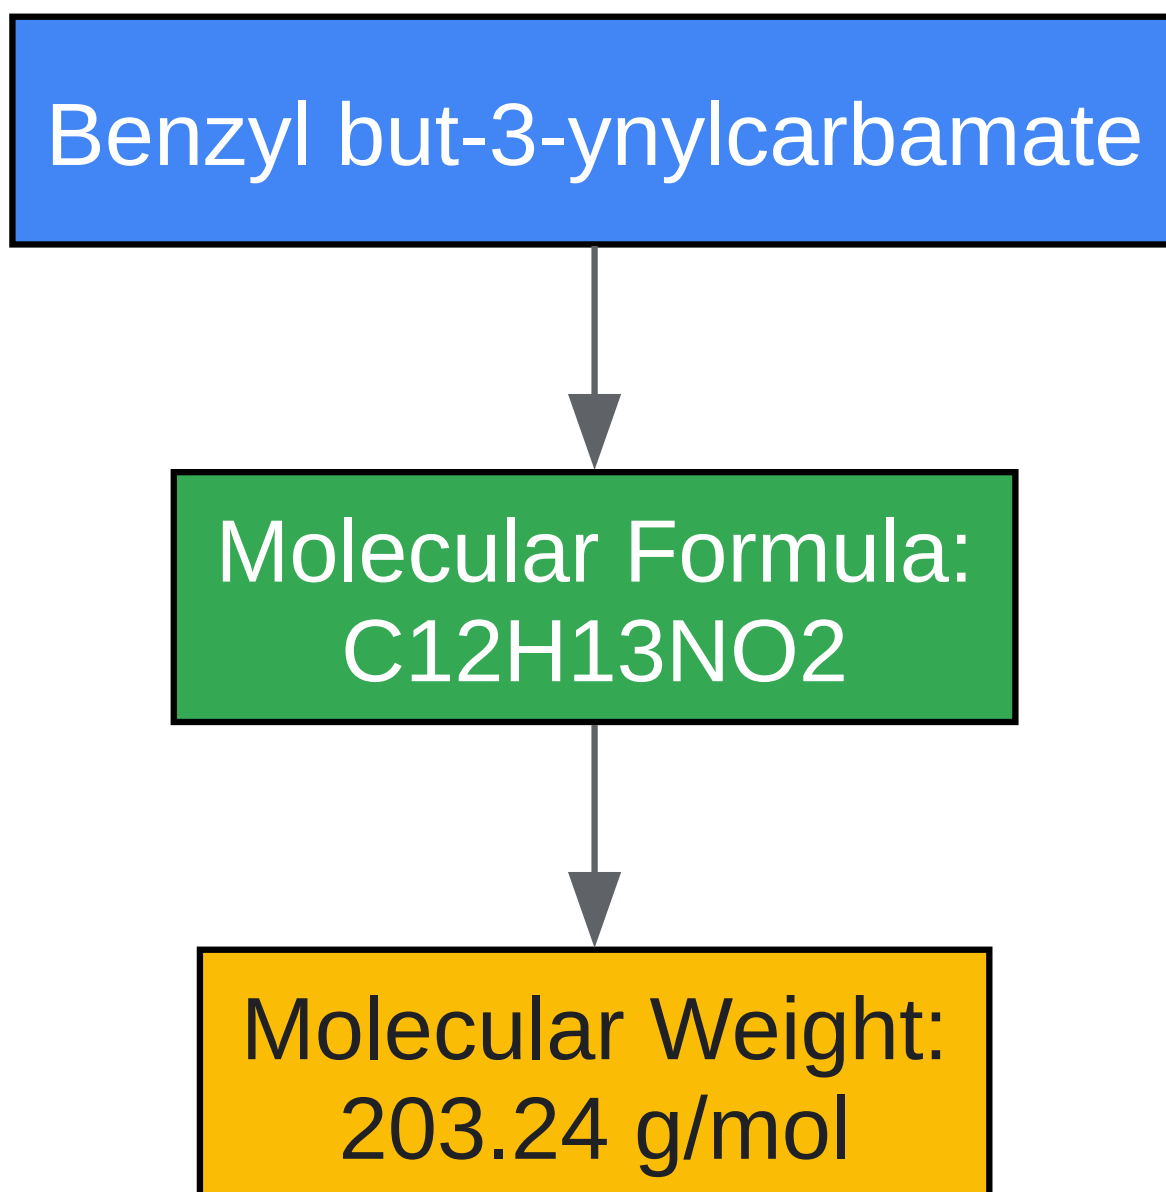 Benzyl but-3-ynylcarbamate
Molecular Formula:
C12H13NO2
Molecular Weight:
203.24 g/mol